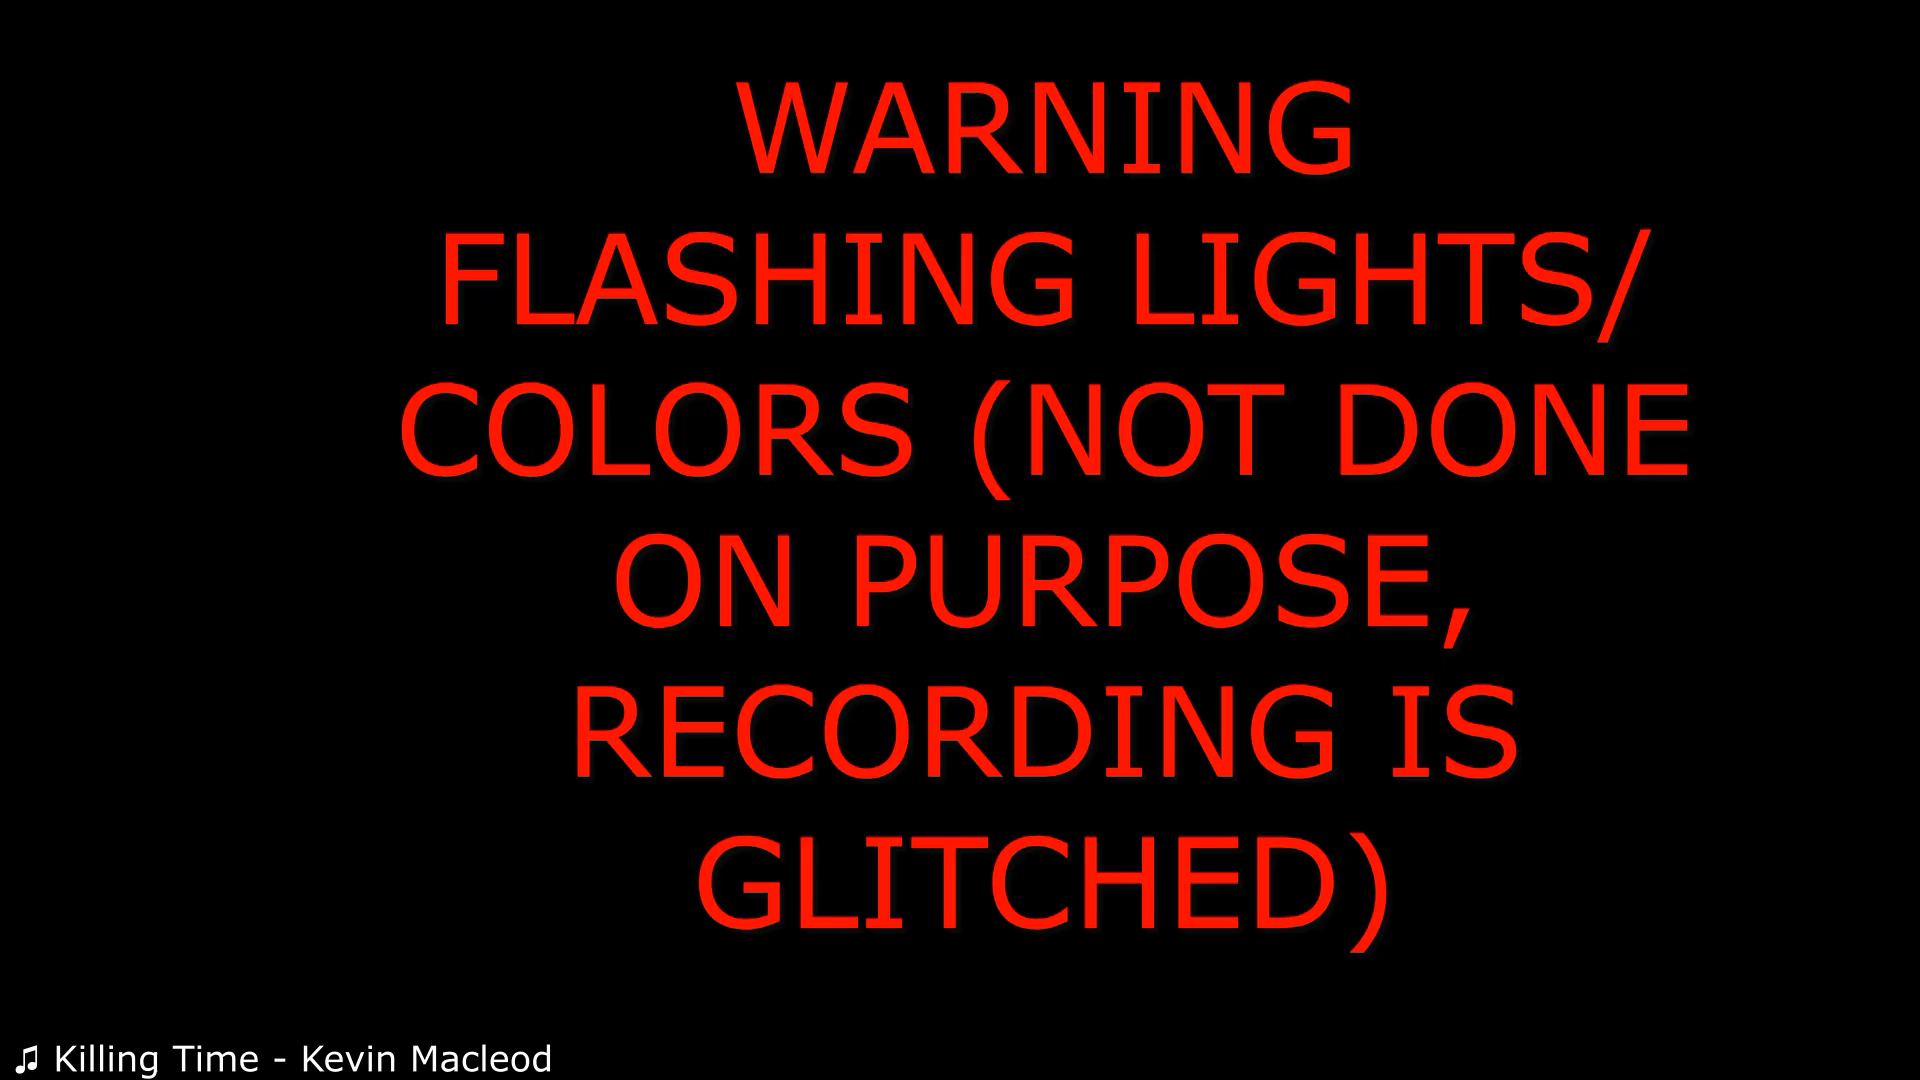 WARNING
FLASHING LIGHTS/
COLORS (NOT DONE
ON PURPOSE,
RECORDING IS
GLITCHED)
♫ Killing Time - Kevin Macleod